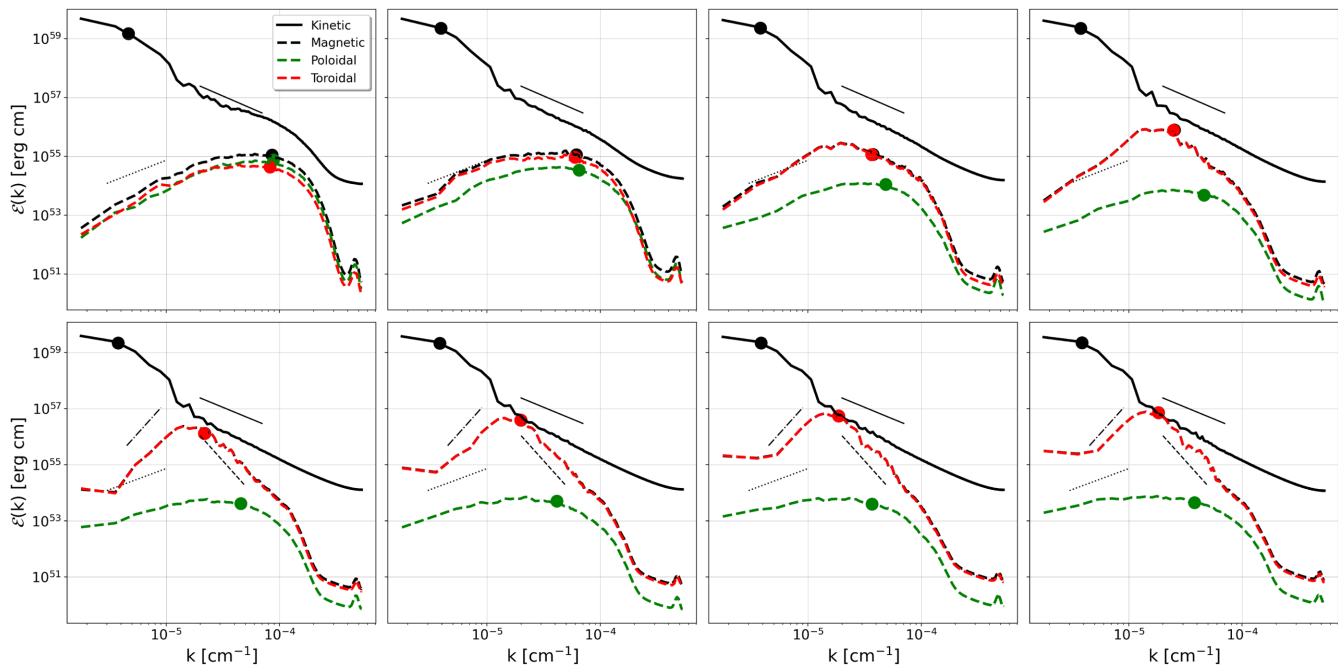 Kinetic
Magnetic
Poloidal
Toroidal
10^59
10^57
10^55
10^53
10^51
ℰ(k) [erg cm]
10^59
10^57
10^55
10^53
10^51
ℰ(k) [erg cm]
10^-5 10^-4 10^-5 10^-4 10^-5 10^-4 10^-5 10^-4
k [cm^-1] k [cm^-1] k [cm^-1] k [cm^-1]